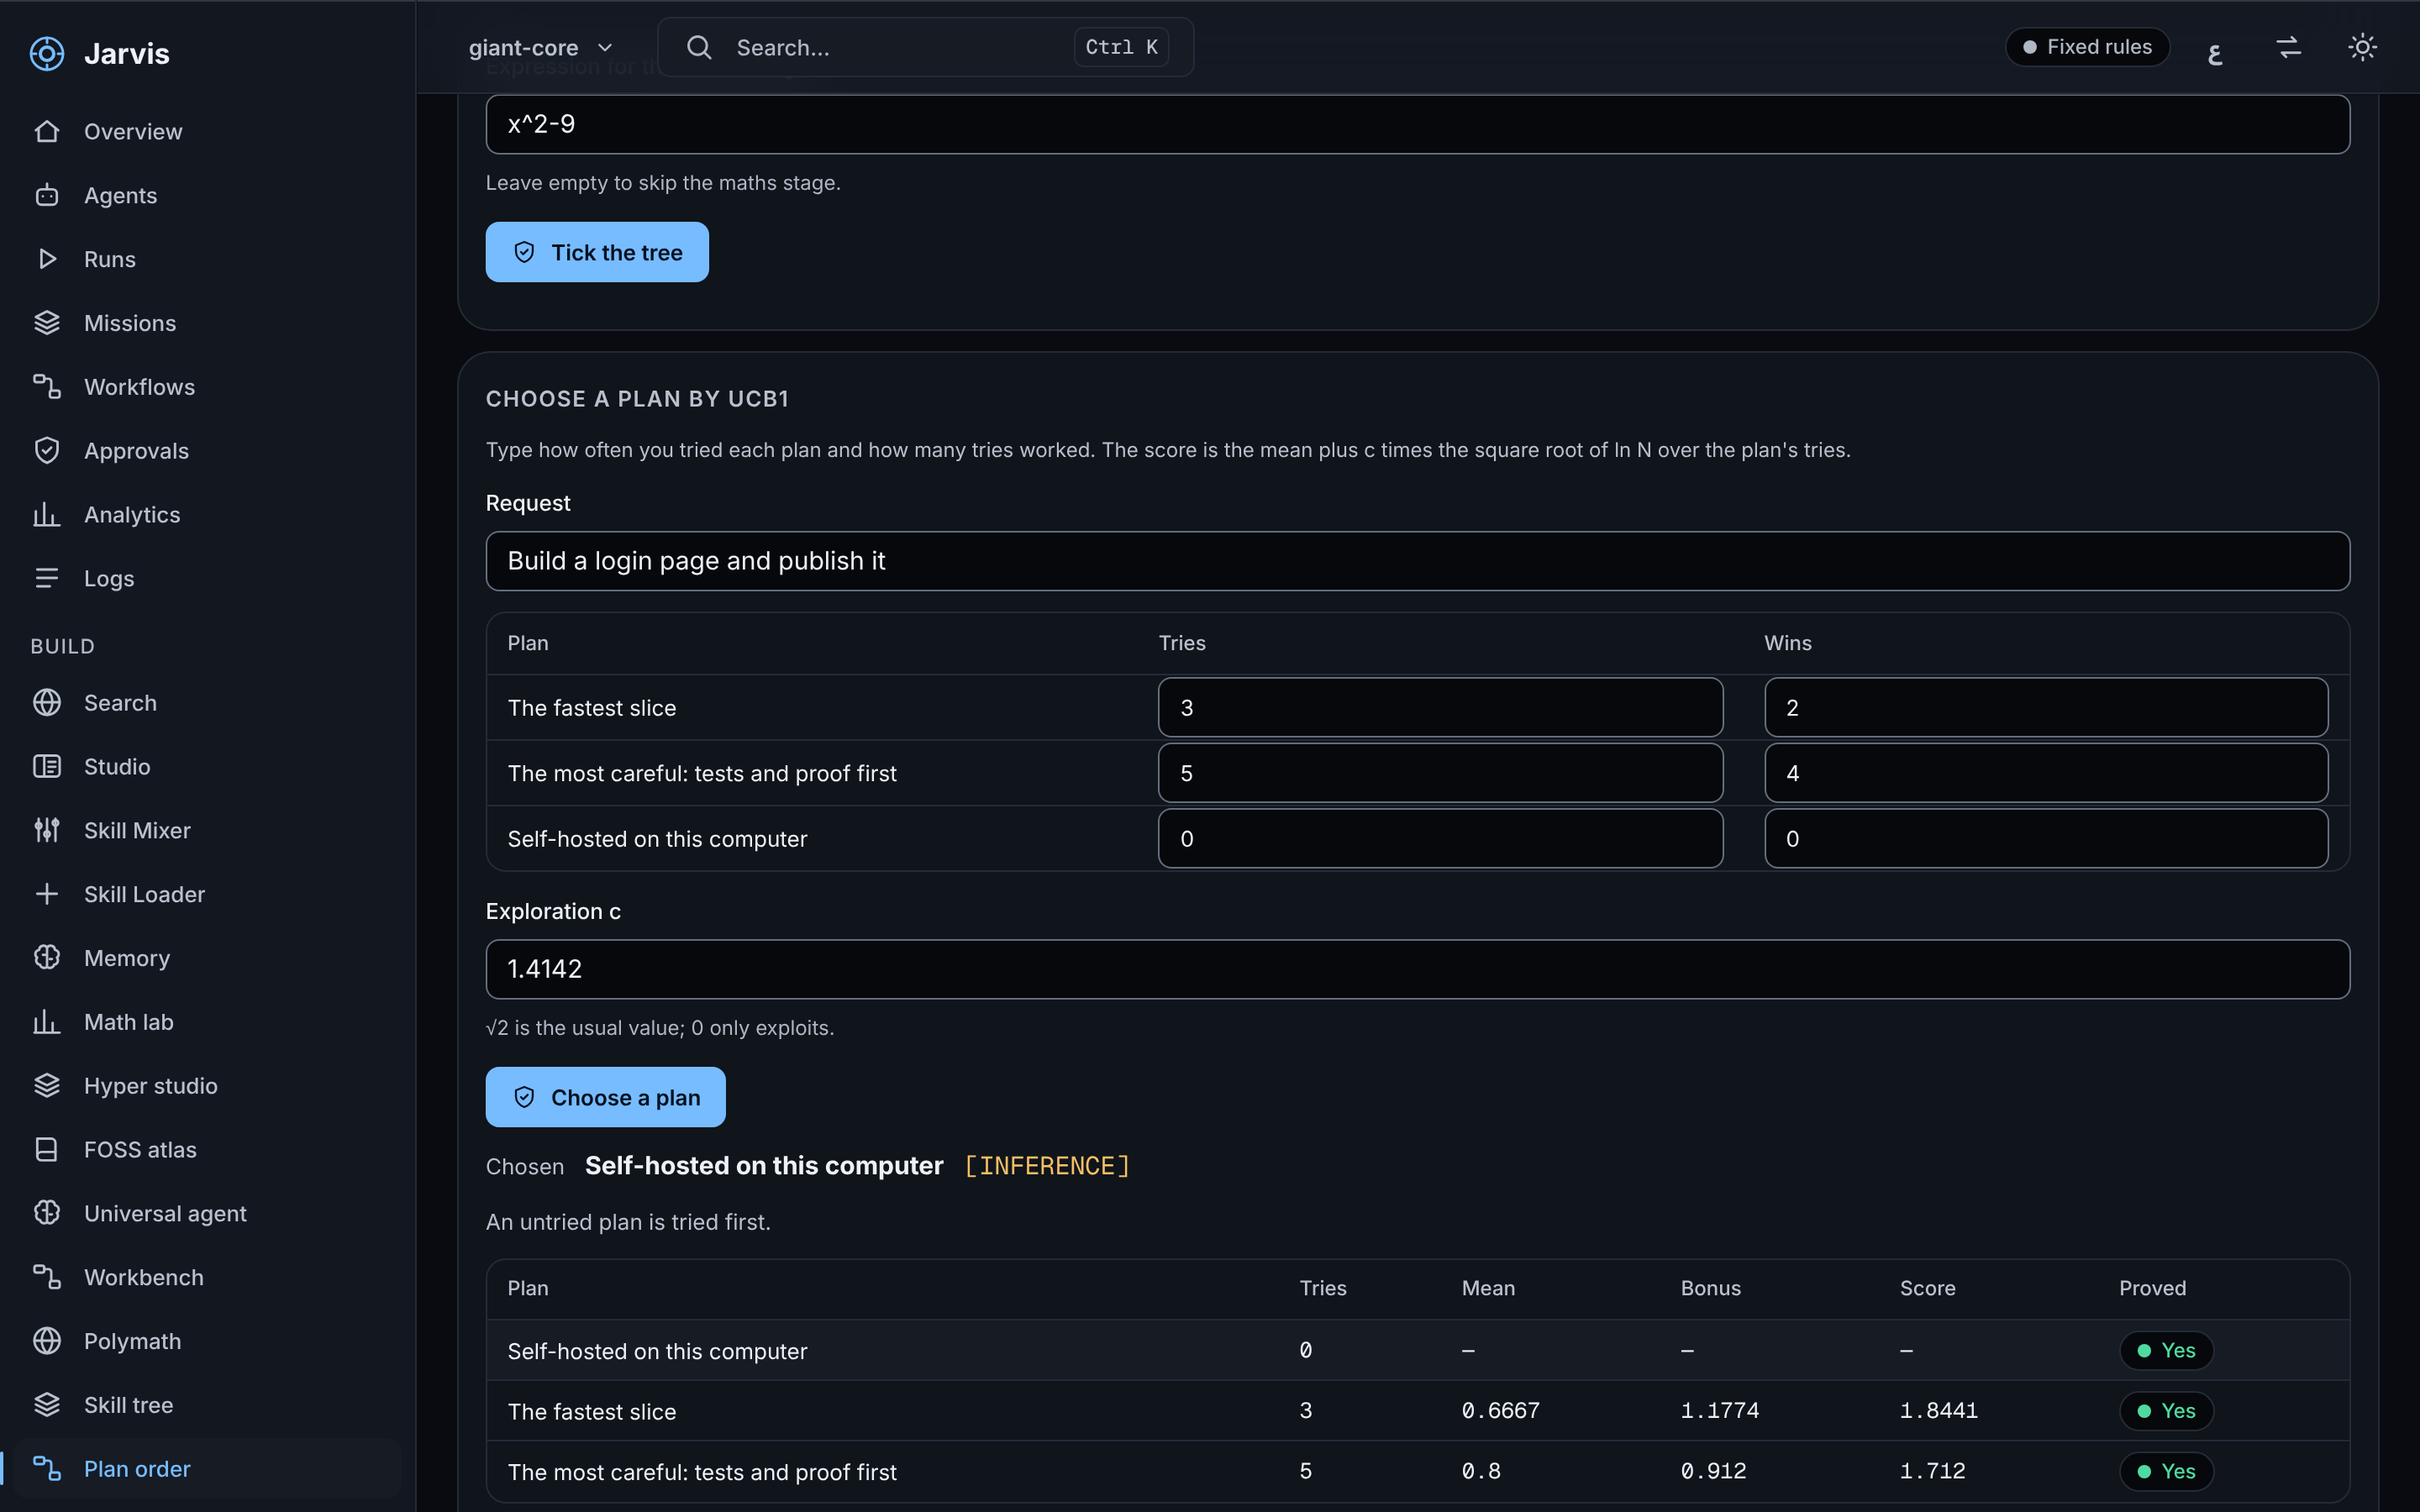 Jarvis
Overview
Agents
Runs
Missions
Workflows
Approvals
Analytics
Logs
BUILD
Search
Studio
Skill Mixer
Skill Loader
Memory
Math lab
Hyper studio
FOSS atlas
Universal agent
Workbench
Polymath
Skill tree
Plan order
giant-core
Search...
Ctrl K
Fixed rules
ع
Expression for th
x^2-9
Leave empty to skip the maths stage.
Tick the tree
CHOOSE A PLAN BY UCB1
Type how often you tried each plan and how many tries worked. The score is the mean plus c times the square root of ln N over the plan's tries.
Request
Build a login page and publish it
Plan Tries Wins
The fastest slice 3 2
The most careful: tests and proof first 5 4
Self-hosted on this computer 0 0
Exploration c
1.4142
√2 is the usual value; 0 only exploits.
Choose a plan
Chosen Self-hosted on this computer [INFERENCE]
An untried plan is tried first.
Plan Tries Mean Bonus Score Proved
Self-hosted on this computer 0 – – – Yes
The fastest slice 3 0.6667 1.1774 1.8441 Yes
The most careful: tests and proof first 5 0.8 0.912 1.712 Yes